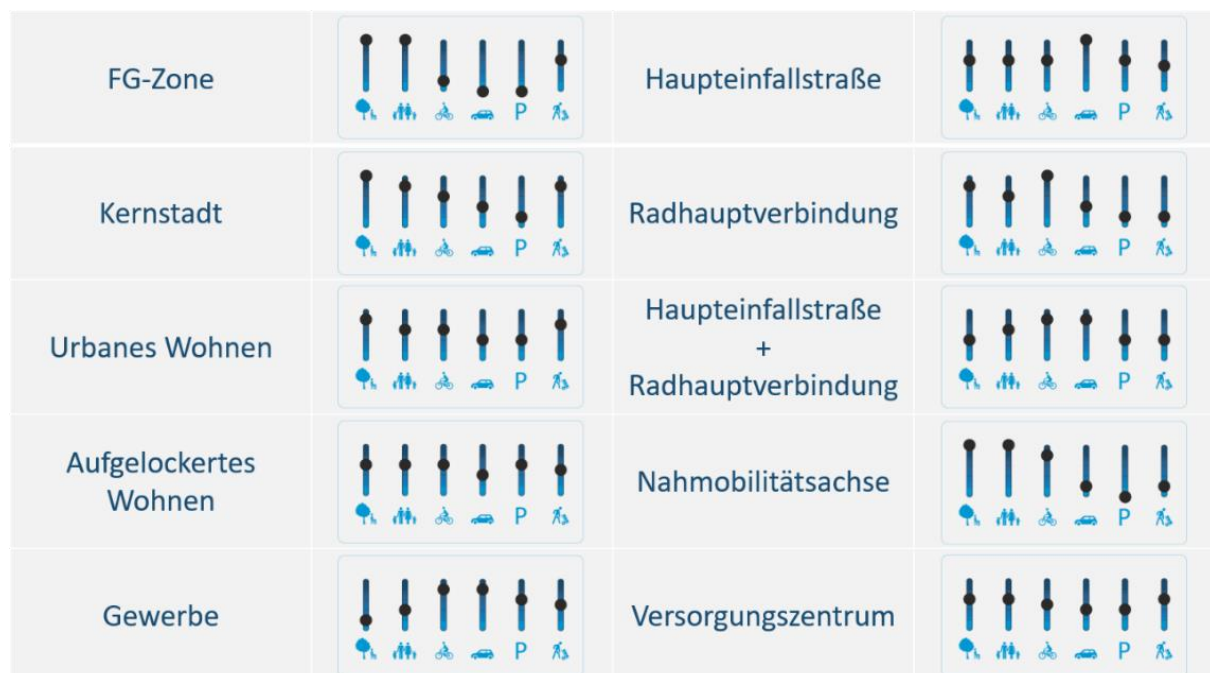 FG-Zone
P
Haupteinfallstraße
P
Kernstadt
P
Radhauptverbindung
P
Urbanes Wohnen
P
Haupteinfallstraße
+
Radhauptverbindung
P
Aufgelockertes
Wohnen
P
Nahmobilitätsachse
P
Gewerbe
P
Versorgungszentrum
P